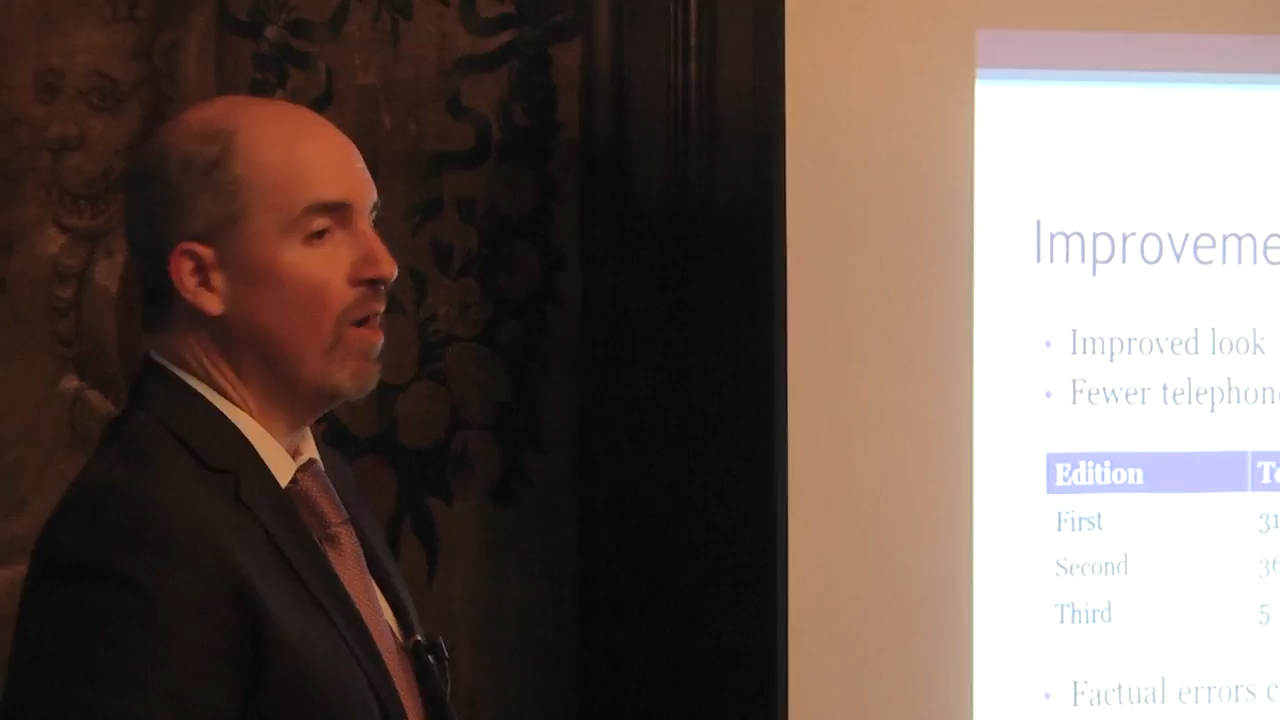 Improveme
• Improved look
• Fewer telephon
Edition
First
Second
Third 5
• Factual errors